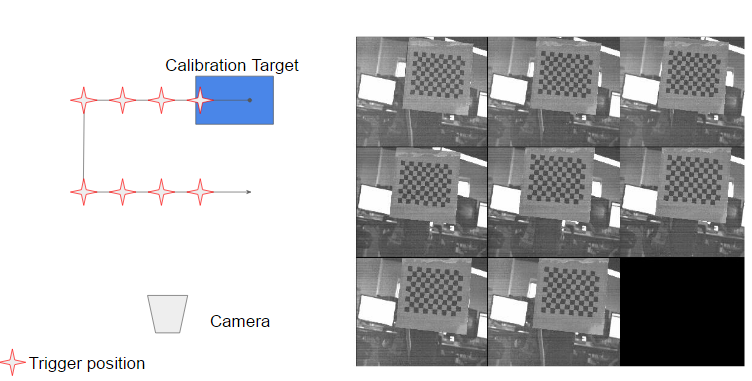 Calibration Target
Camera
Trigger position